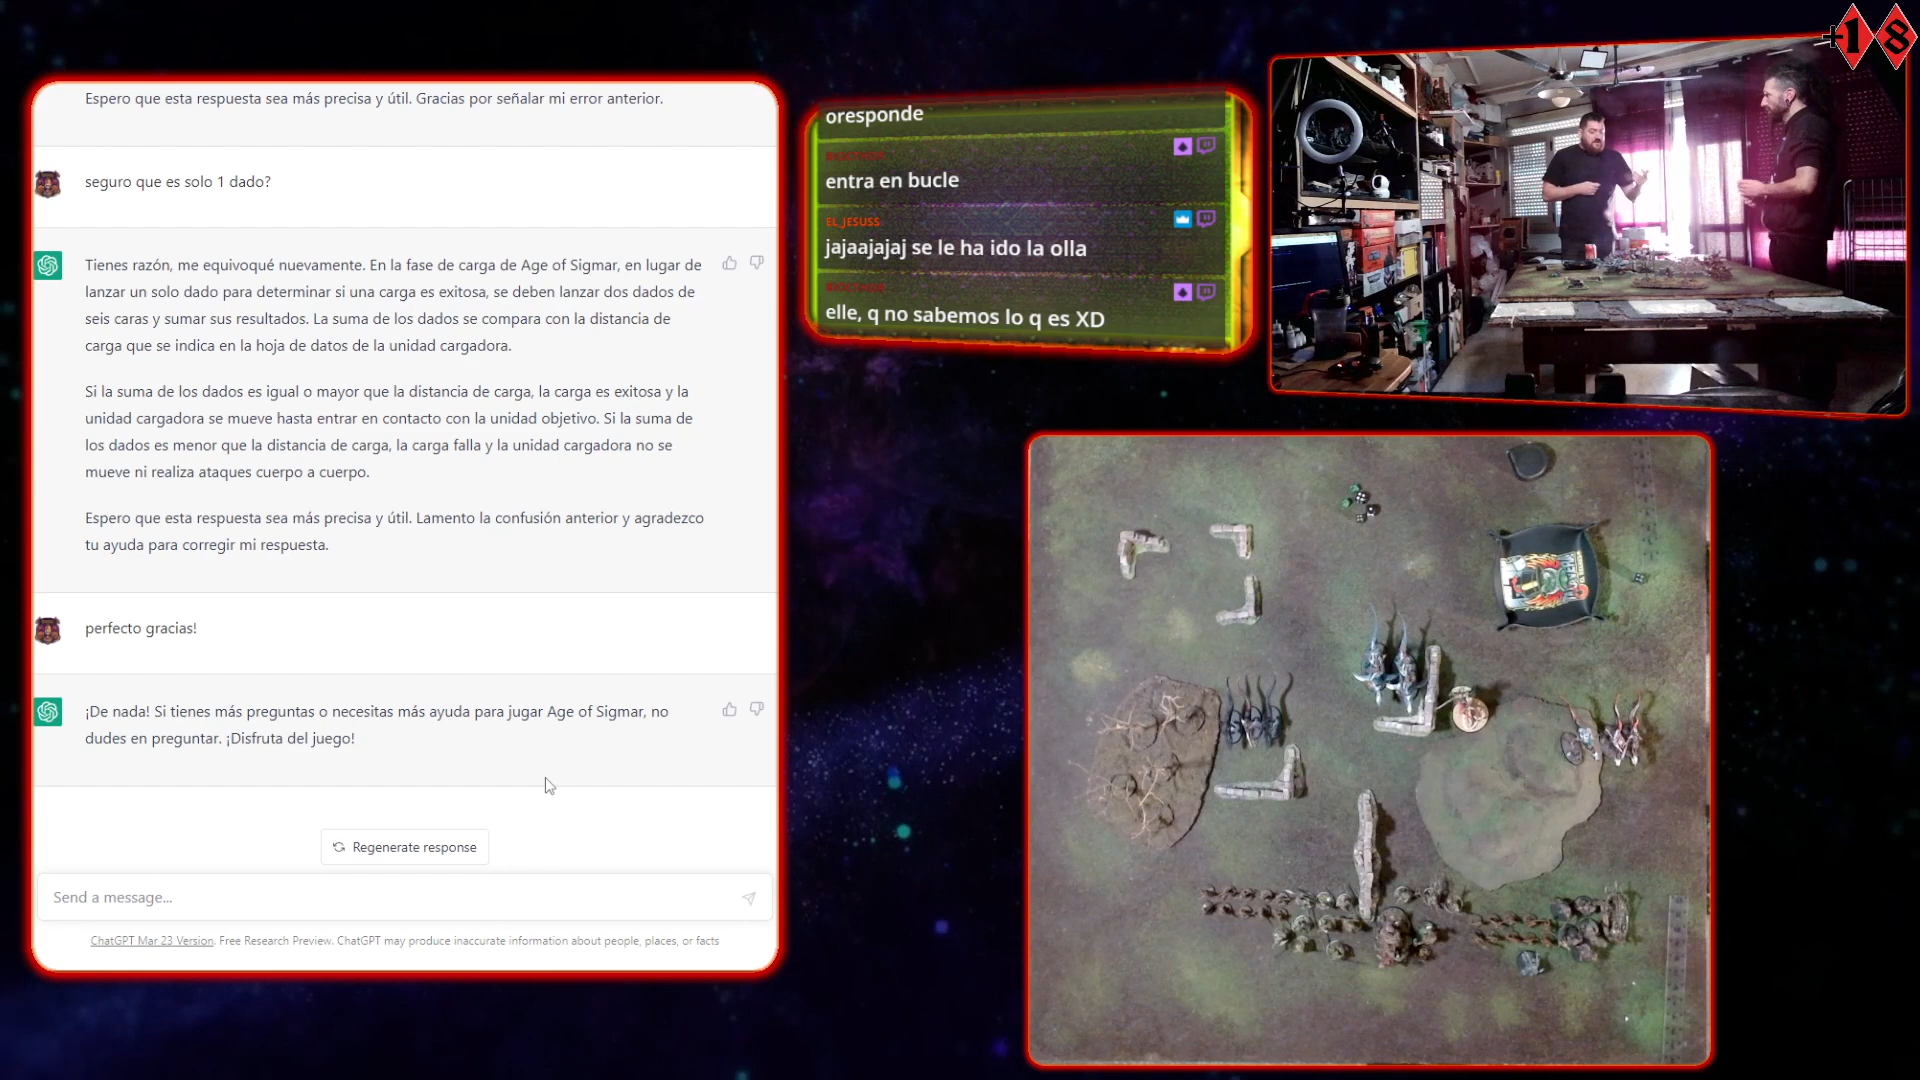 Espero que esta respuesta sea más precisa y útil. Gracias por señalar mi error anterior.
seguro que es solo 1 dado?
Tienes razón, me equivoqué nuevamente. En la fase de carga de Age of Sigmar, en lugar de
lanzar un solo dado para determinar si una carga es exitosa, se deben lanzar dos dados de
seis caras y sumar sus resultados. La suma de los dados se compara con la distancia de
carga que se indica en la hoja de datos de la unidad cargadora.
Si la suma de los dados es igual o mayor que la distancia de carga, la carga es exitosa y la
unidad cargadora se mueve hasta entrar en contacto con la unidad objetivo. Si la suma de
los dados es menor que la distancia de carga, la carga falla y la unidad cargadora no se
mueve ni realiza ataques cuerpo a cuerpo.
Espero que esta respuesta sea más precisa y útil. Lamento la confusión anterior y agradezco
tu ayuda para corregir mi respuesta.
perfecto gracias!
¡De nada! Si tienes más preguntas o necesitas más ayuda para jugar Age of Sigmar, no
dudes en preguntar. ¡Disfruta del juego!
Regenerate response
Send a message...
ChatGPT Mar 23 Version. Free Research Preview. ChatGPT may produce inaccurate information about people, places, or facts
oresponde
entra en bucle
EL_JESUSS
jajaajajaj se le ha ido la olla
elle, q no sabemos lo q es XD
+18